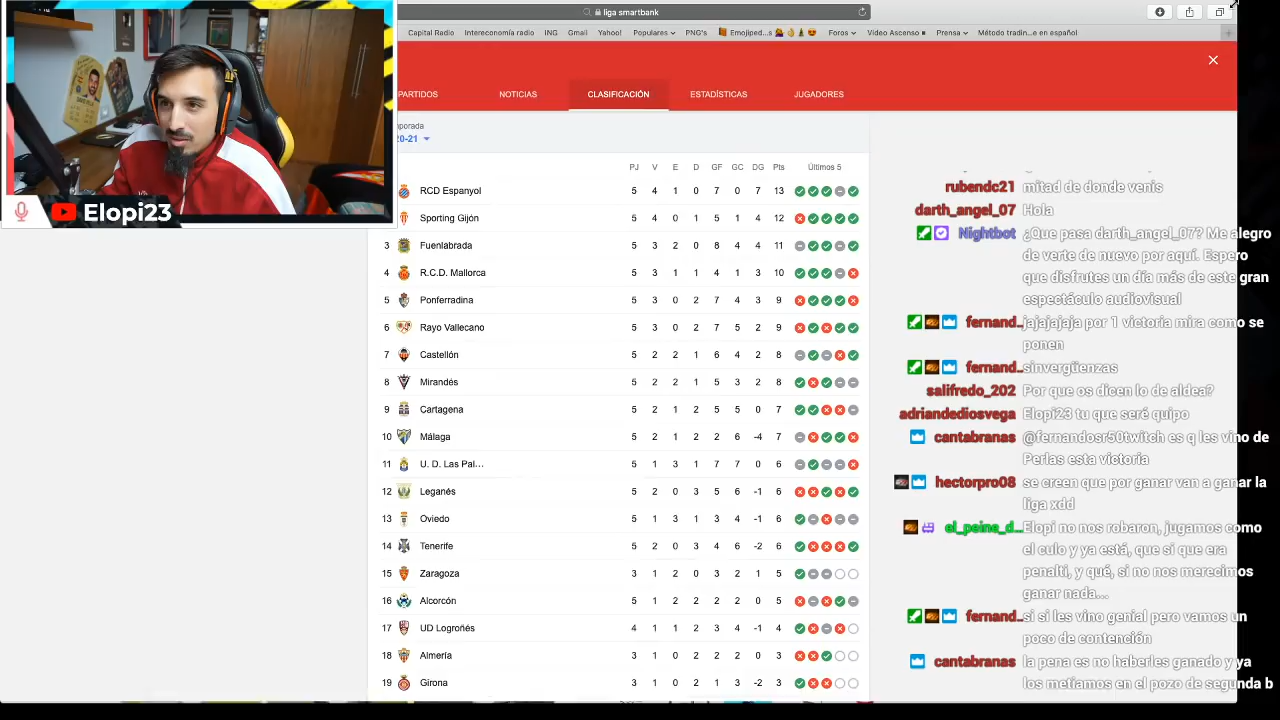 liga smartbank
Capital Radio Intereconomía radio ING Gmail Yahoo! Populares PNG's Emojiped...s Foros Video Ascenso Prensa Método tradin...e en español
PARTIDOS NOTICIAS CLASIFICACIÓN ESTADÍSTICAS JUGADORES
mporada
20-21
PJ V E D GF GC DG Pts Últimos 5
RCD Espanyol 5 4 1 0 7 0 7 13
Sporting Gijón 5 4 0 1 5 1 4 12
3 Fuenlabrada 5 3 2 0 8 4 4 11
4 R.C.D. Mallorca 5 3 1 1 4 1 3 10
5 Ponferradina 5 3 0 2 7 4 3 9
6 Rayo Vallecano 5 3 0 2 7 5 2 9
7 Castellón 5 2 2 1 6 4 2 8
8 Mirandés 5 2 2 1 5 3 2 8
9 Cartagena 5 2 1 2 5 5 0 7
10 Málaga 5 2 1 2 2 6 -4 7
11 U. D. Las Pal... 5 1 3 1 7 7 0 6
12 Leganés 5 2 0 3 5 6 -1 6
13 Oviedo 5 1 3 1 3 4 -1 6
14 Tenerife 5 2 0 3 4 6 -2 6
15 Zaragoza 3 1 2 0 3 2 1 5
16 Alcorcón 5 1 2 2 2 2 0 5
17 UD Logroñés 4 1 1 2 3 4 -1 4
18 Almería 3 1 0 2 2 2 0 3
19 Girona 3 1 0 2 1 3 -2 3
Elopi23
rubendc21 mitad de donde venis
darth_angel_07 Hola
Nightbot ¿Que pasa darth_angel_07? Me alegro
de verte de nuevo por aquí. Espero
que disfrutes un día más de este gran
espectáculo audiovisual
fernand.. jajajajaja por 1 victoria mira como se
ponen
fernand.. sinvergüenzas
salifredo_202 Por que os dicen lo de aldea?
adriandediosvega Elopi23 tu que seré quipo
cantabranas @fernandosr50twitch es q les vino de
Perlas esta victoria
hectorpro08 se creen que por ganar van a ganar la
liga xdd
el_peine_d.. Elopi no nos robaron, jugamos como
el culo y ya está, que si que era
penalti, y qué, si no nos merecimos
ganar nada...
fernand.. si si les vino genial pero vamos un
poco de contención
cantabranas la pena es no haberles ganado y ya
los metíamos en el pozo de segunda b